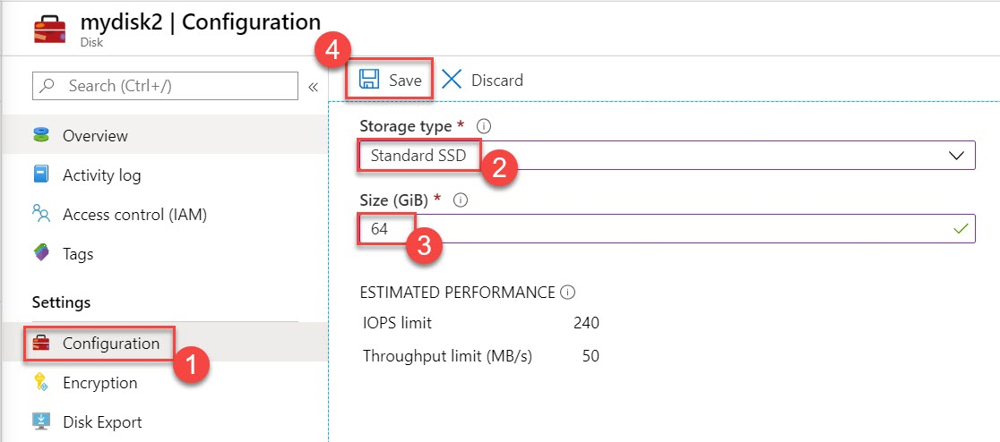 mydisk2 | Configuration
Disk
4
Search (Ctrl+/)
«
Save
Discard
Overview
Activity log
Access control (IAM)
Tags
Settings
Configuration
1
Encryption
Disk Export
Storage type *
Standard SSD
2
Size (GiB) *
64
3
ESTIMATED PERFORMANCE
IOPS limit 240
Throughput limit (MB/s) 50